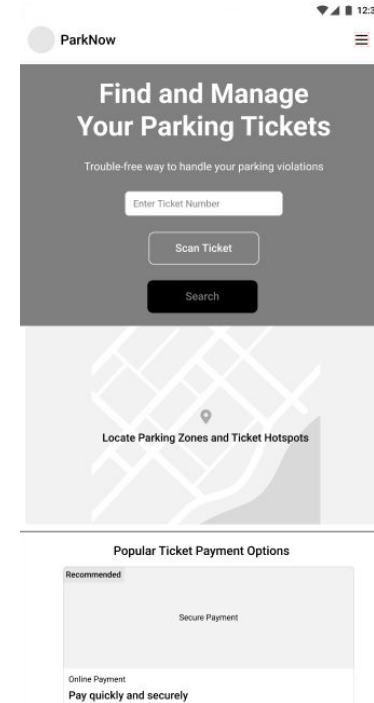 12:3
ParkNow
Find and Manage
Your Parking Tickets
Trouble-free way to handle your parking violations
Enter Ticket Number
Scan Ticket
Search
Locate Parking Zones and Ticket Hotspots
Popular Ticket Payment Options
Recommended
Secure Payment
Online Payment
Pay quickly and securely